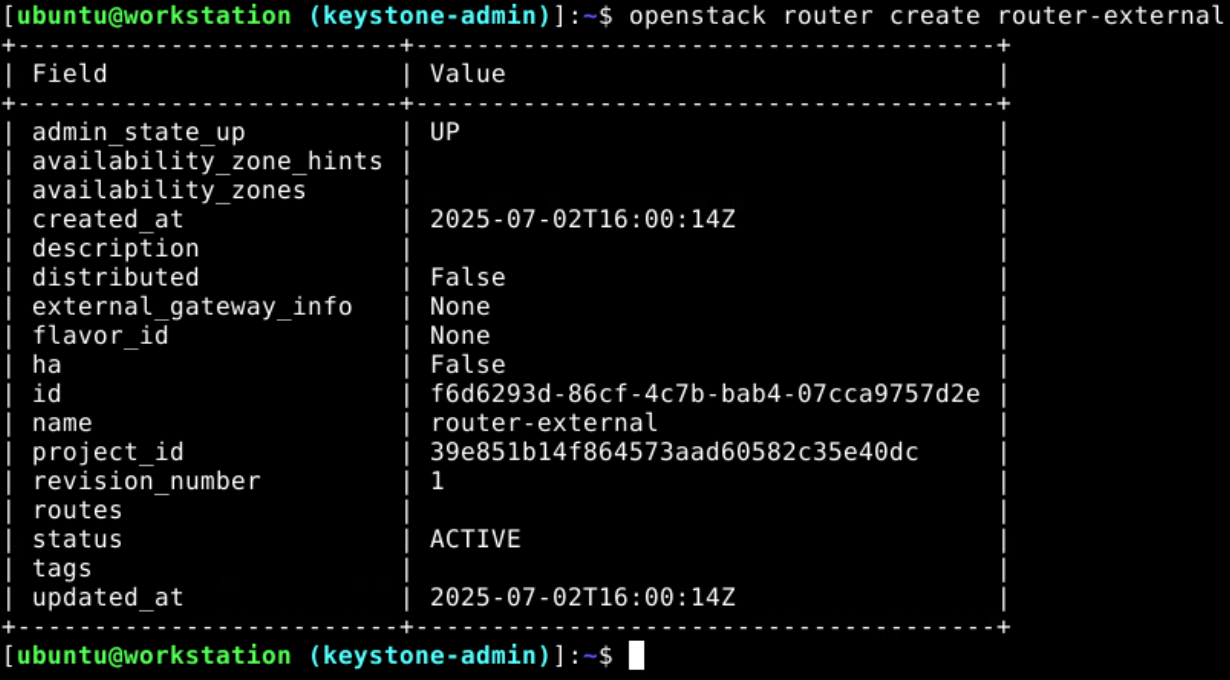 [ubuntu@workstation (keystone-admin)]:~$ openstack router create router-external
+-------------------------+--------------------------------------+
| Field                   | Value                                |
+-------------------------+--------------------------------------+
| admin_state_up          | UP                                   |
| availability_zone_hints |                                      |
| availability_zones      |                                      |
| created_at              | 2025-07-02T16:00:14Z                 |
| description             |                                      |
| distributed             | False                                |
| external_gateway_info   | None                                 |
| flavor_id               | None                                 |
| ha                      | False                                |
| id                      | f6d6293d-86cf-4c7b-bab4-07cca9757d2e |
| name                    | router-external                      |
| project_id              | 39e851b14f864573aad60582c35e40dc     |
| revision_number         | 1                                    |
| routes                  |                                      |
| status                  | ACTIVE                               |
| tags                    |                                      |
| updated_at              | 2025-07-02T16:00:14Z                 |
+-------------------------+--------------------------------------+
[ubuntu@workstation (keystone-admin)]:~$